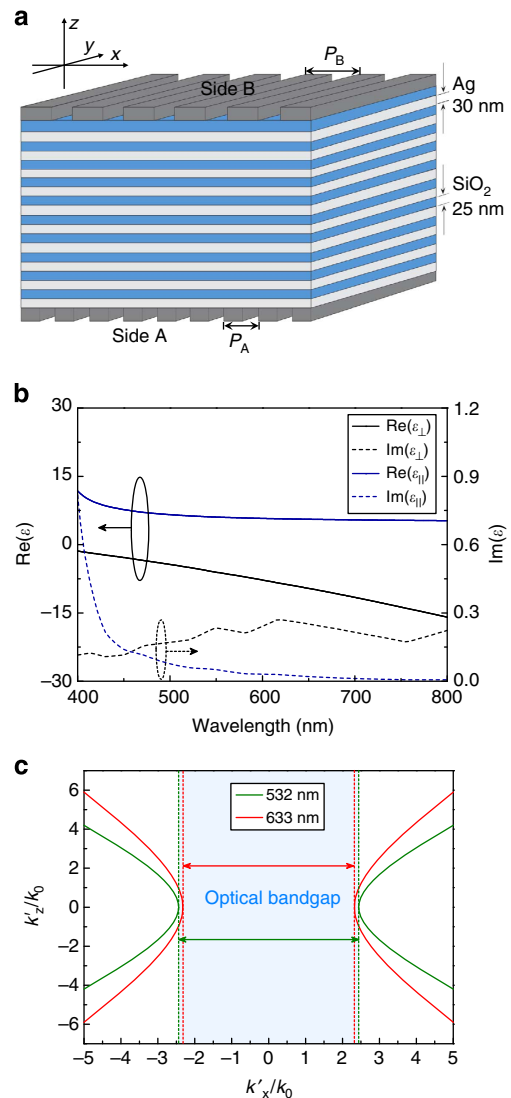 a
z
y
x
P_B
Side B
Ag
30 nm
SiO₂
25 nm
Side A
P_A
b
30
15
0
−15
−30
Re(ε)
1.2
0.9
0.6
0.3
0.0
Im(ε)
Re(ε⊥)
Im(ε⊥)
Re(ε||)
Im(ε||)
400 500 600 700 800
Wavelength (nm)
c
6
4
2
0
−2
−4
−6
k′z/k0
532 nm
633 nm
Optical bandgap
−5 −4 −3 −2 −1 0 1 2 3 4 5
k′x/k0